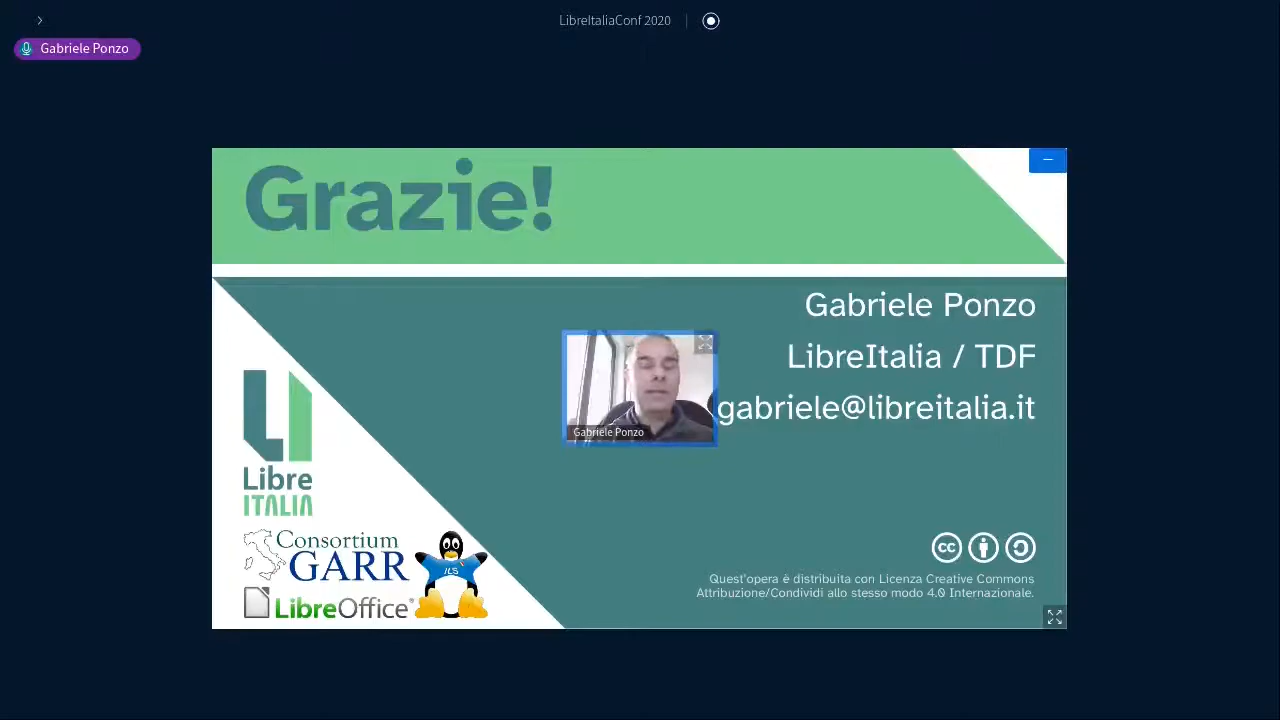 LibreItaliaConf 2020
Gabriele Ponzo
Grazie!
Gabriele Ponzo
LibreItalia / TDF
gabriele@libreitalia.it
Gabriele Ponzo
Libre
ITALIA
Consortium
GARR
ILS
LibreOffice®
cc
Quest'opera è distribuita con Licenza Creative Commons
Attribuzione/Condividi allo stesso modo 4.0 Internazionale.